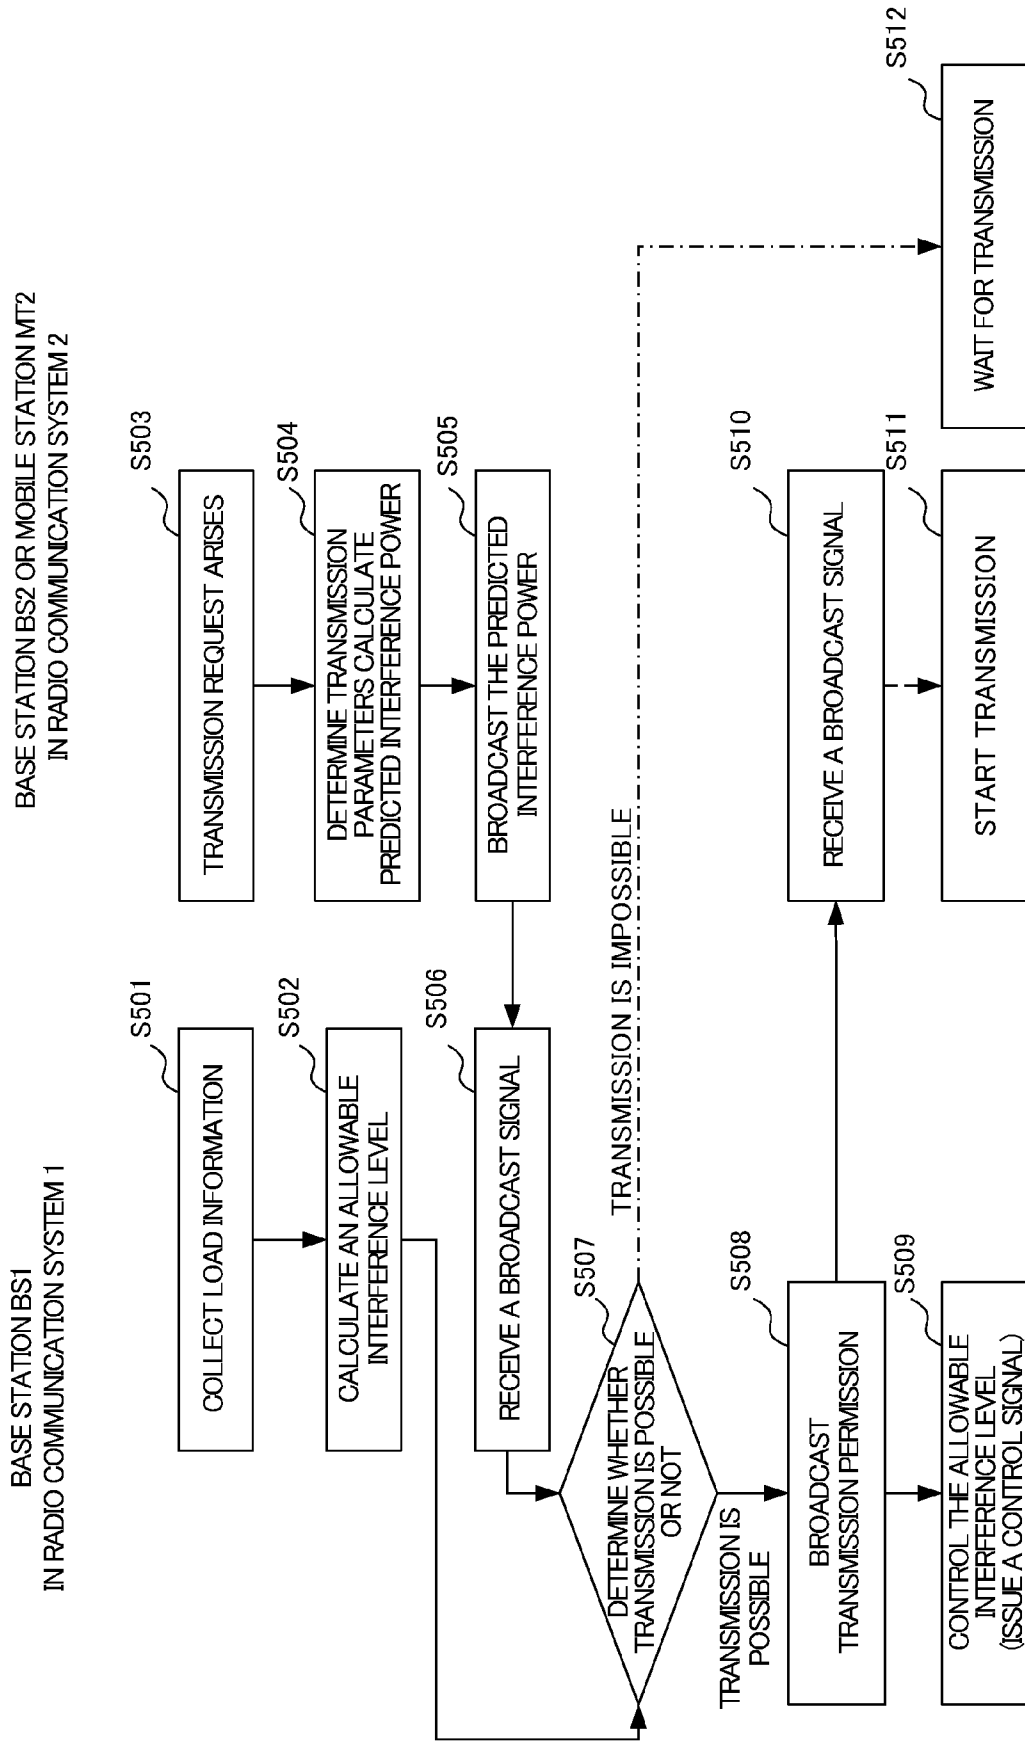 BASE STATION BS1
IN RADIO COMMUNICATION SYSTEM 1
BASE STATION BS2 OR MOBILE STATION MT2
IN RADIO COMMUNICATION SYSTEM 2
S501
COLLECT LOAD INFORMATION
S502
CALCULATE AN ALLOWABLE
INTERFERENCE LEVEL
S503
TRANSMISSION REQUEST ARISES
S504
DETERMINE TRANSMISSION
PARAMETERS CALCULATE
PREDICTED INTERFERENCE POWER
S505
BROADCAST THE PREDICTED
INTERFERENCE POWER
S506
RECEIVE A BROADCAST SIGNAL
S507
DETERMINE WHETHER
TRANSMISSION IS POSSIBLE
OR NOT
TRANSMISSION IS IMPOSSIBLE
TRANSMISSION IS
POSSIBLE
S508
BROADCAST
TRANSMISSION PERMISSION
S509
CONTROL THE ALLOWABLE
INTERFERENCE LEVEL
(ISSUE A CONTROL SIGNAL)
S510
RECEIVE A BROADCAST SIGNAL
S511
START TRANSMISSION
S512
WAIT FOR TRANSMISSION